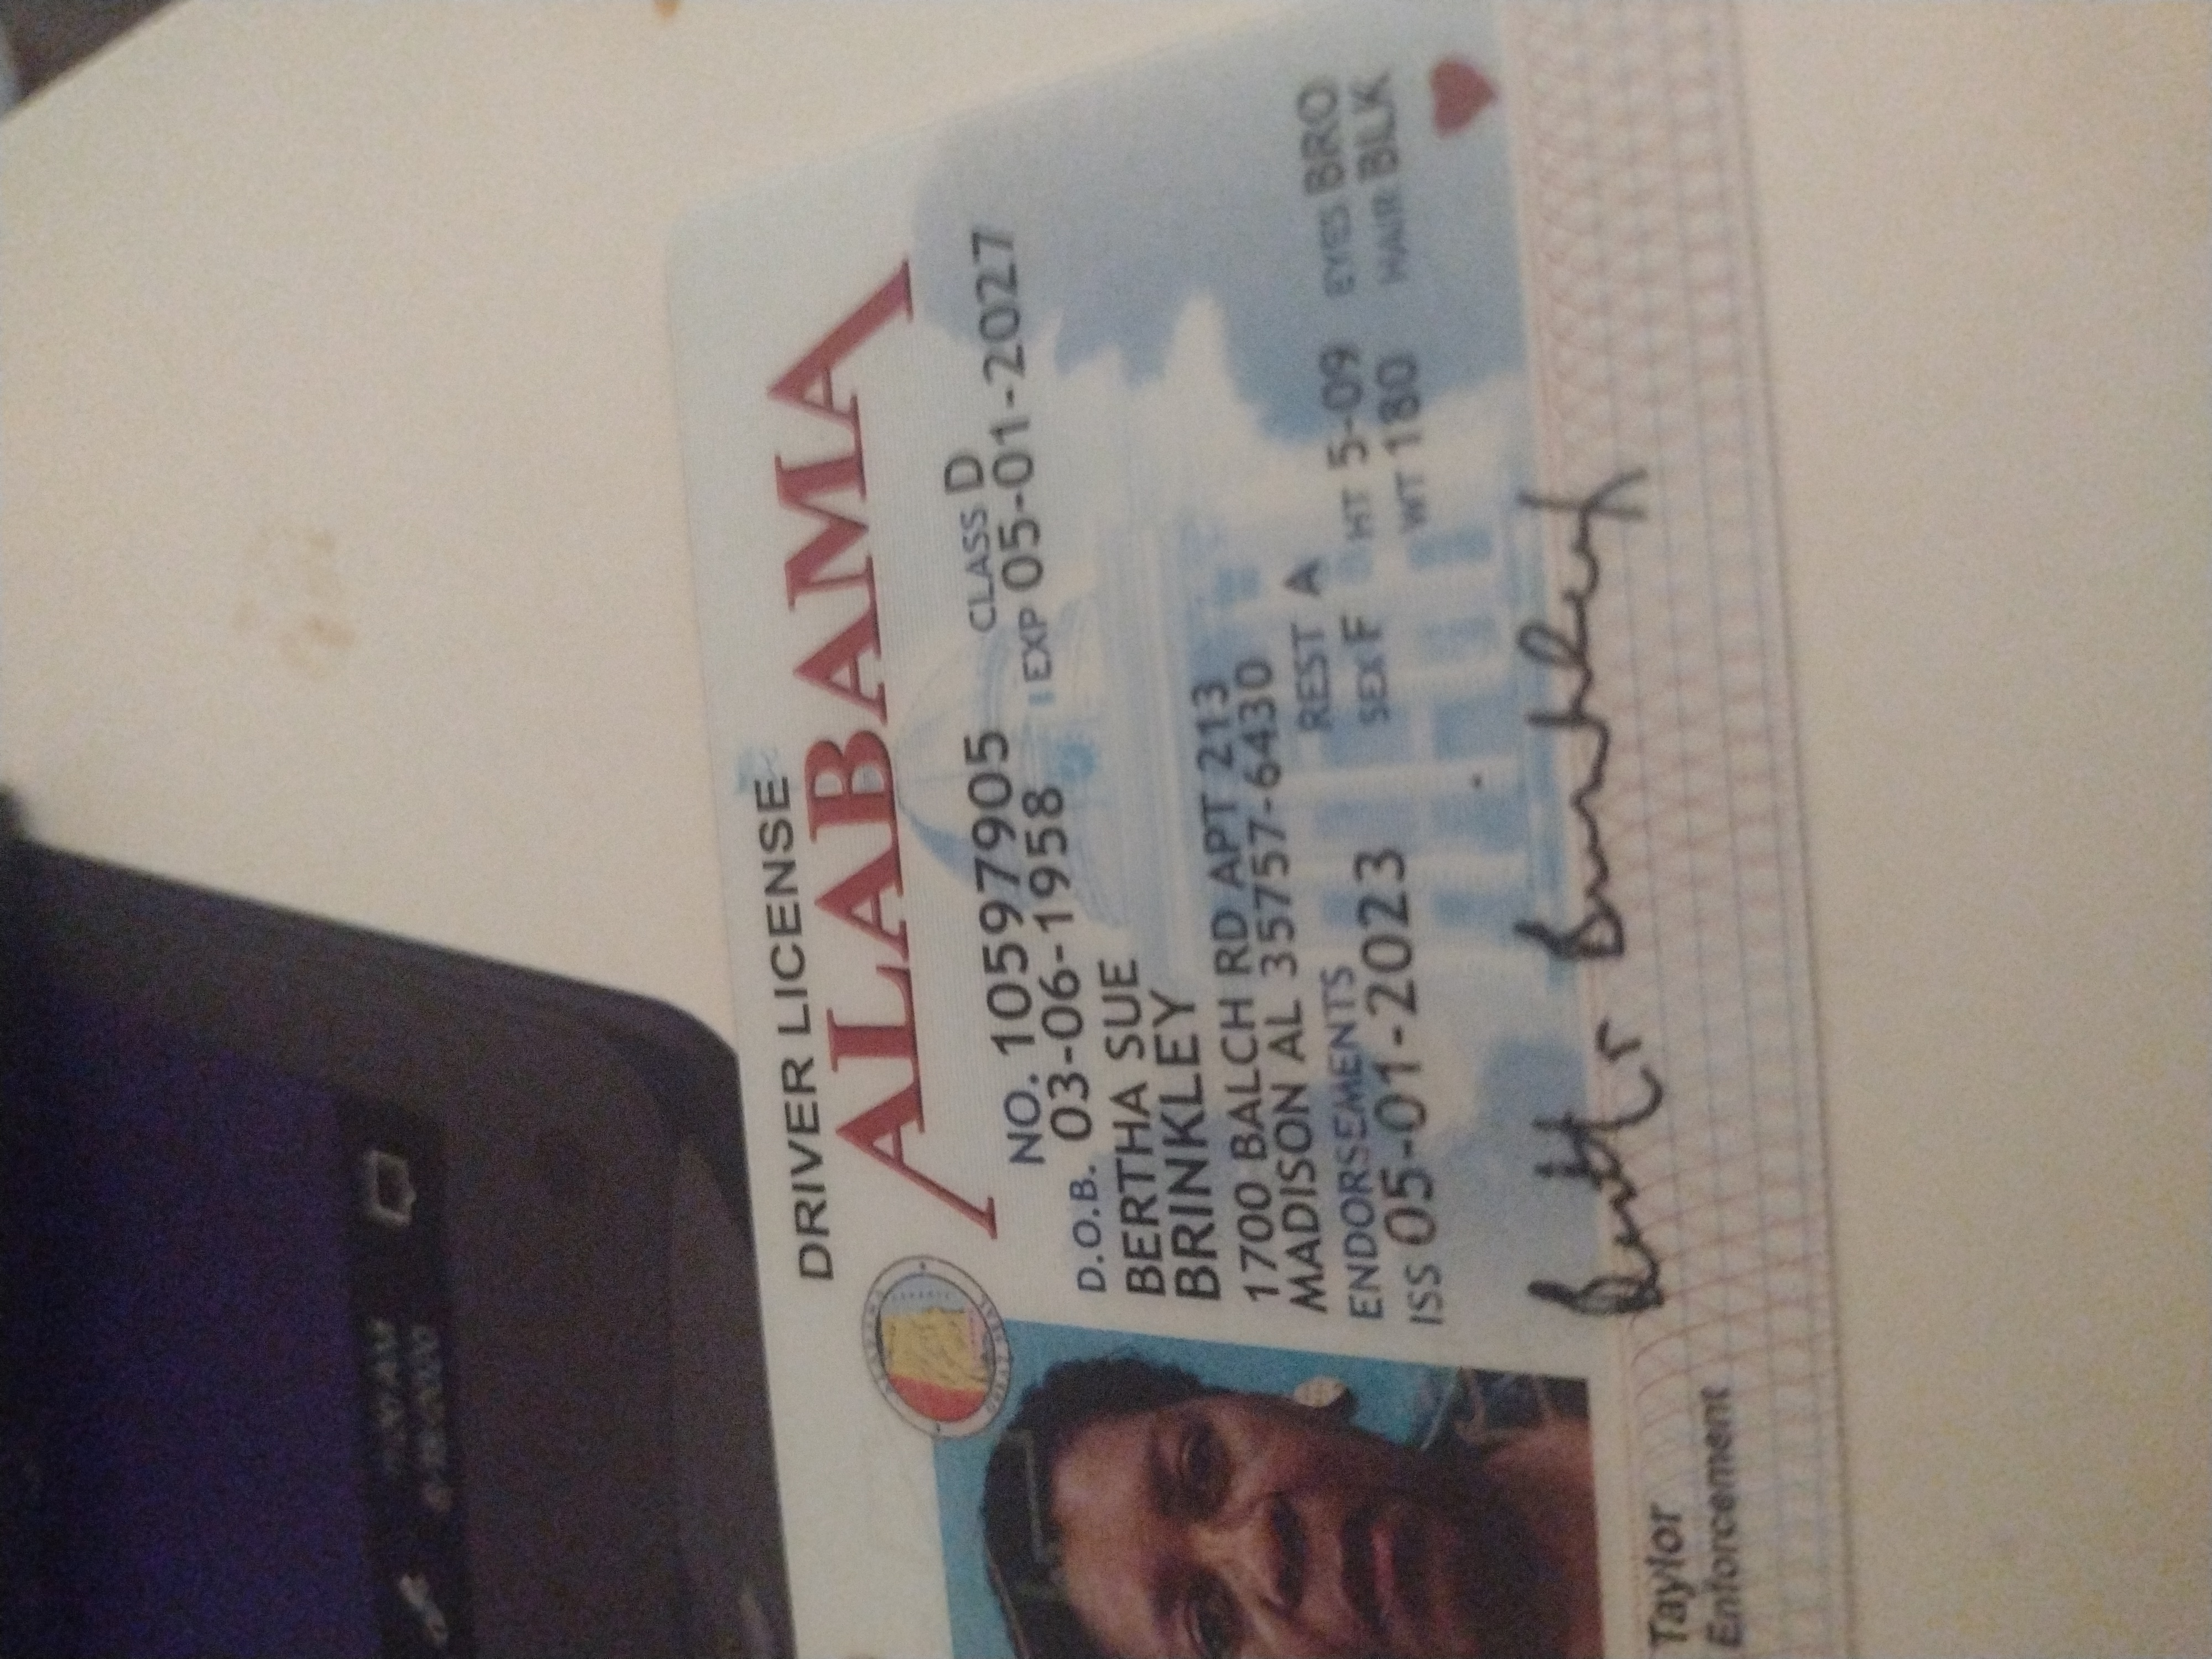 DRIVER LICENSE
ALABAMA
NO. 10597905 CLASS D
D.O.B. 03-06-1958 EXP 05-01-2027
BERTHA SUE
BRINKLEY
1700 BALCH RD APT 213
MADISON AL 35757-6430
ENDORSEMENTS REST A
ISS 05-01-2023 SEX F HT 5-09 EYES BRO
WT 180 HAIR BLK
Taylor
Enforcement